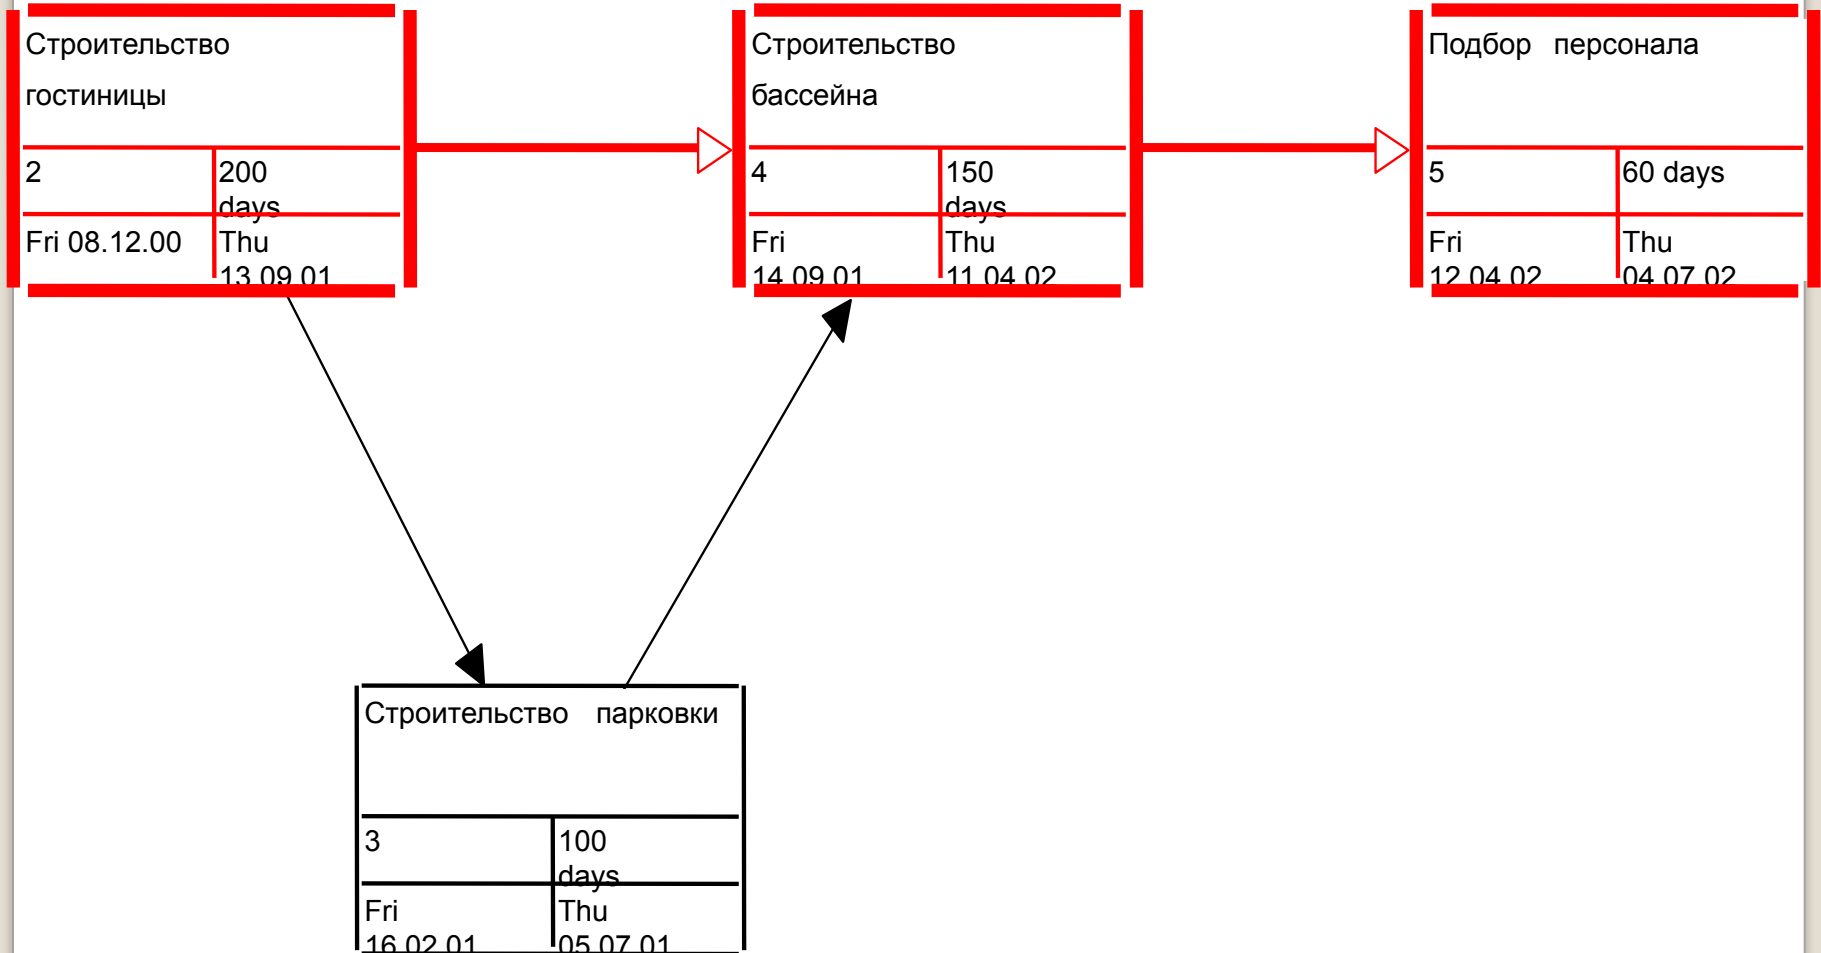 Строительство
гостиницы
2
200
days
Fri 08.12.00
Thu
13.09.01
Строительство
бассейна
4
150
days
Fri
14.09.01
Thu
11.04.02
Подбор персонала
5
60 days
Fri
12.04.02
Thu
04.07.02
Строительство парковки
3
100
days
Fri
16.02.01
Thu
05.07.01